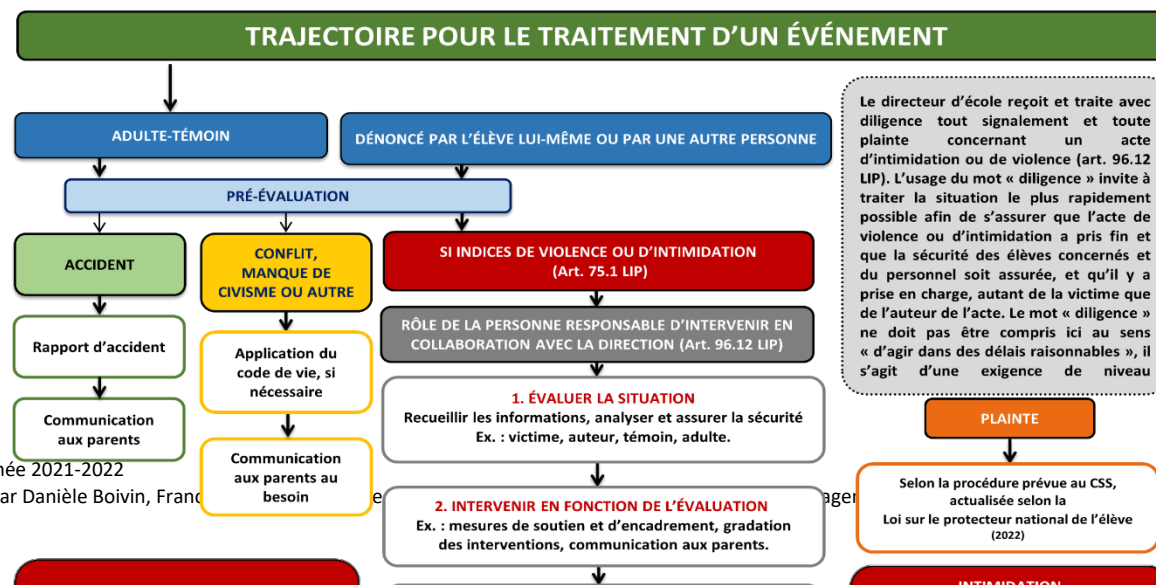 TRAJECTOIRE POUR LE TRAITEMENT D'UN ÉVÉNEMENT
ADULTE-TÉMOIN
DÉNONCÉ PAR L'ÉLÈVE LUI-MÊME OU PAR UNE AUTRE PERSONNE
PRÉ-ÉVALUATION
ACCIDENT
Rapport d'accident
Communication
aux parents
CONFLIT,
MANQUE DE
CIVISME OU AUTRE
Application du
code de vie, si
nécessaire
Communication
aux parents au
besoin
SI INDICES DE VIOLENCE OU D'INTIMIDATION
(Art. 75.1 LIP)
RÔLE DE LA PERSONNE RESPONSABLE D'INTERVENIR EN
COLLABORATION AVEC LA DIRECTION (Art. 96.12 LIP)
1. ÉVALUER LA SITUATION
Recueillir les informations, analyser et assurer la sécurité
Ex. : victime, auteur, témoin, adulte.
2. INTERVENIR EN FONCTION DE L'ÉVALUATION
Ex. : mesures de soutien et d'encadrement, gradation
des interventions, communication aux parents.
Le directeur d'école reçoit et traite avec
diligence tout signalement et toute
plainte concernant un acte
d'intimidation ou de violence (art. 96.12
LIP). L'usage du mot « diligence » invite à
traiter la situation le plus rapidement
possible afin de s'assurer que l'acte de
violence ou d'intimidation a pris fin et
que la sécurité des élèves concernés et
du personnel soit assurée, et qu'il y a
prise en charge, autant de la victime que
de l'auteur de l'acte. Le mot « diligence »
ne doit pas être compris ici au sens
« d'agir dans des délais raisonnables », il
s'agit d'une exigence de niveau
PLAINTE
Selon la procédure prévue au CSS,
actualisée selon la
Loi sur le protecteur national de l'élève
(2022)
née 2021-2022
ar Danièle Boivin, Franc
INTIMIDATION